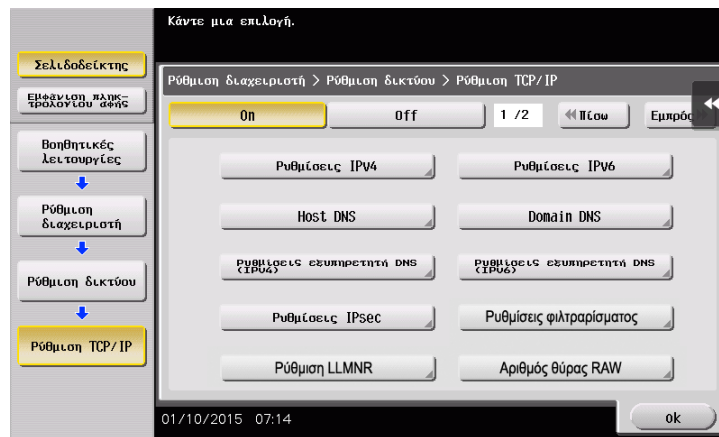 Κάντε μια επιλογή.
Σελιδοδείκτης
Εμφάνιση πληκ-
τρολογίου αφής
Βοηθητικές
λειτουργίες
Ρύθμιση
διαχειριστή
Ρύθμιση δικτύου
Ρύθμιση TCP/IP
Ρύθμιση διαχειριστή > Ρύθμιση δικτύου > Ρύθμιση TCP/IP
On Off 1 /2 Πίσω Εμπρός
Ρυθμίσεις IPv4 Ρυθμίσεις IPv6
Host DNS Domain DNS
Ρυθμίσεις εξυπηρετητή DNS Ρυθμίσεις εξυπηρετητή DNS
(IPv4) (IPv6)
Ρυθμίσεις IPsec Ρυθμίσεις φιλτραρίσματος
Ρύθμιση LLMNR Αριθμός θύρας RAW
01/10/2015 07:14 ok